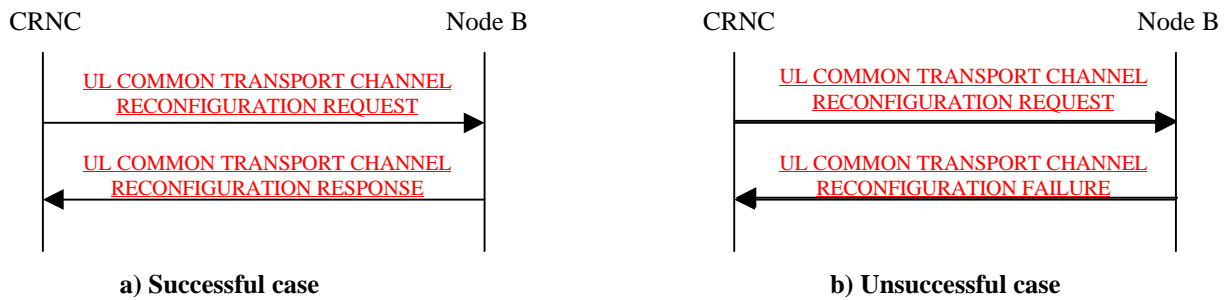 CRNC
Node B
UL COMMON TRANSPORT CHANNEL
RECONFIGURATION REQUEST
UL COMMON TRANSPORT CHANNEL
RECONFIGURATION RESPONSE
a) Successful case
CRNC
Node B
UL COMMON TRANSPORT CHANNEL
RECONFIGURATION REQUEST
UL COMMON TRANSPORT CHANNEL
RECONFIGURATION FAILURE
b) Unsuccessful case